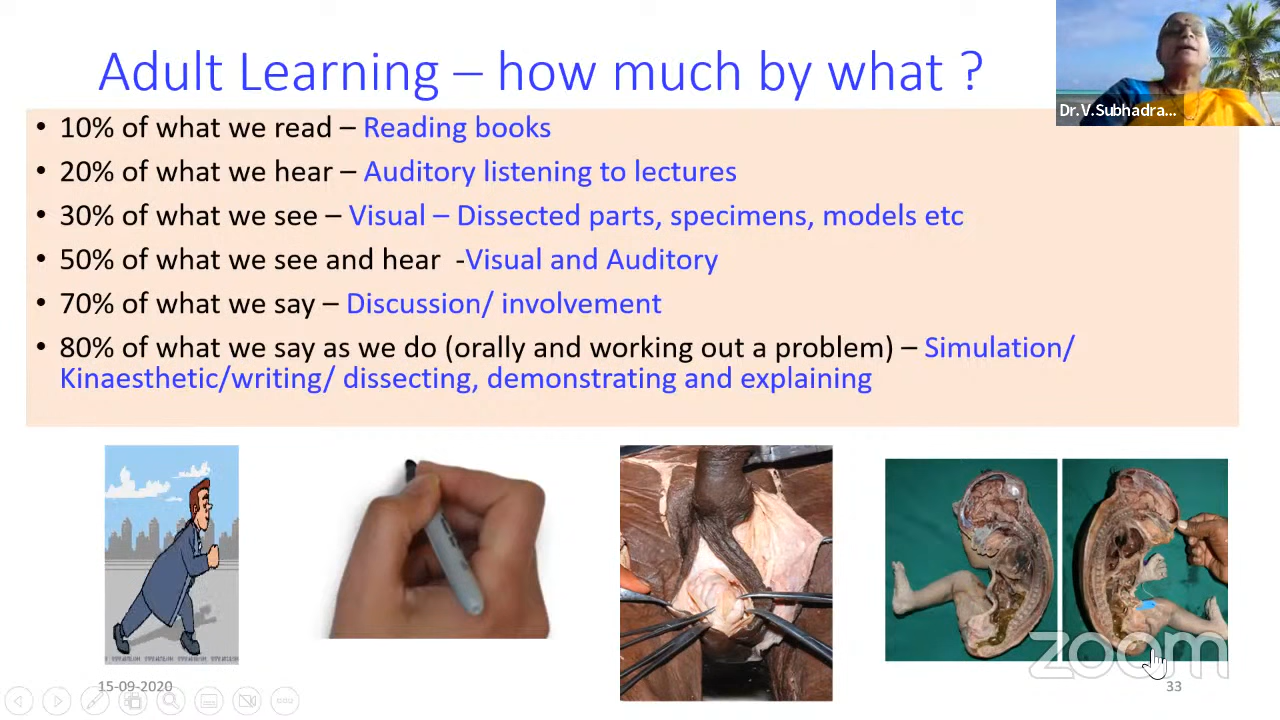 Adult Learning – how much by what ?
Dr.V.Subhadra...
• 10% of what we read – Reading books
• 20% of what we hear – Auditory listening to lectures
• 30% of what we see – Visual – Dissected parts, specimens, models etc
• 50% of what we see and hear -Visual and Auditory
• 70% of what we say – Discussion/ involvement
• 80% of what we say as we do (orally and working out a problem) – Simulation/
Kinaesthetic/writing/ dissecting, demonstrating and explaining
zoom
15-09-2020
33